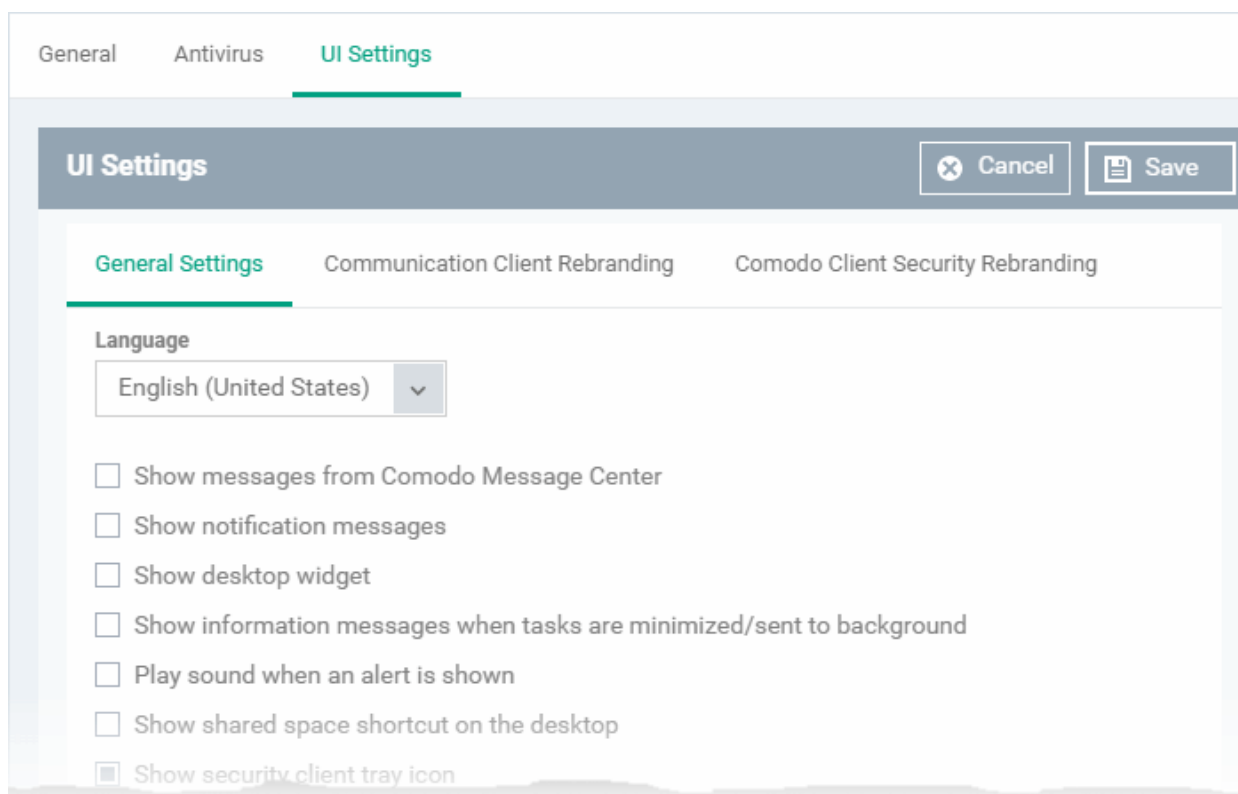 General Antivirus UI Settings
UI Settings Cancel Save
General Settings Communication Client Rebranding Comodo Client Security Rebranding
Language
English (United States)
Show messages from Comodo Message Center
Show notification messages
Show desktop widget
Show information messages when tasks are minimized/sent to background
Play sound when an alert is shown
Show shared space shortcut on the desktop
Show security client tray icon